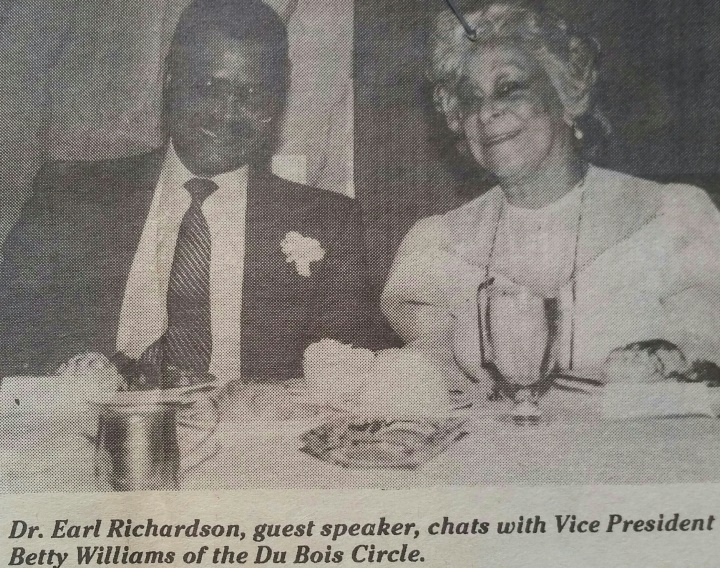 Dr. Earl Richardson, guest speaker, chats with Vice President
Betty Williams of the Du Bois Circle.